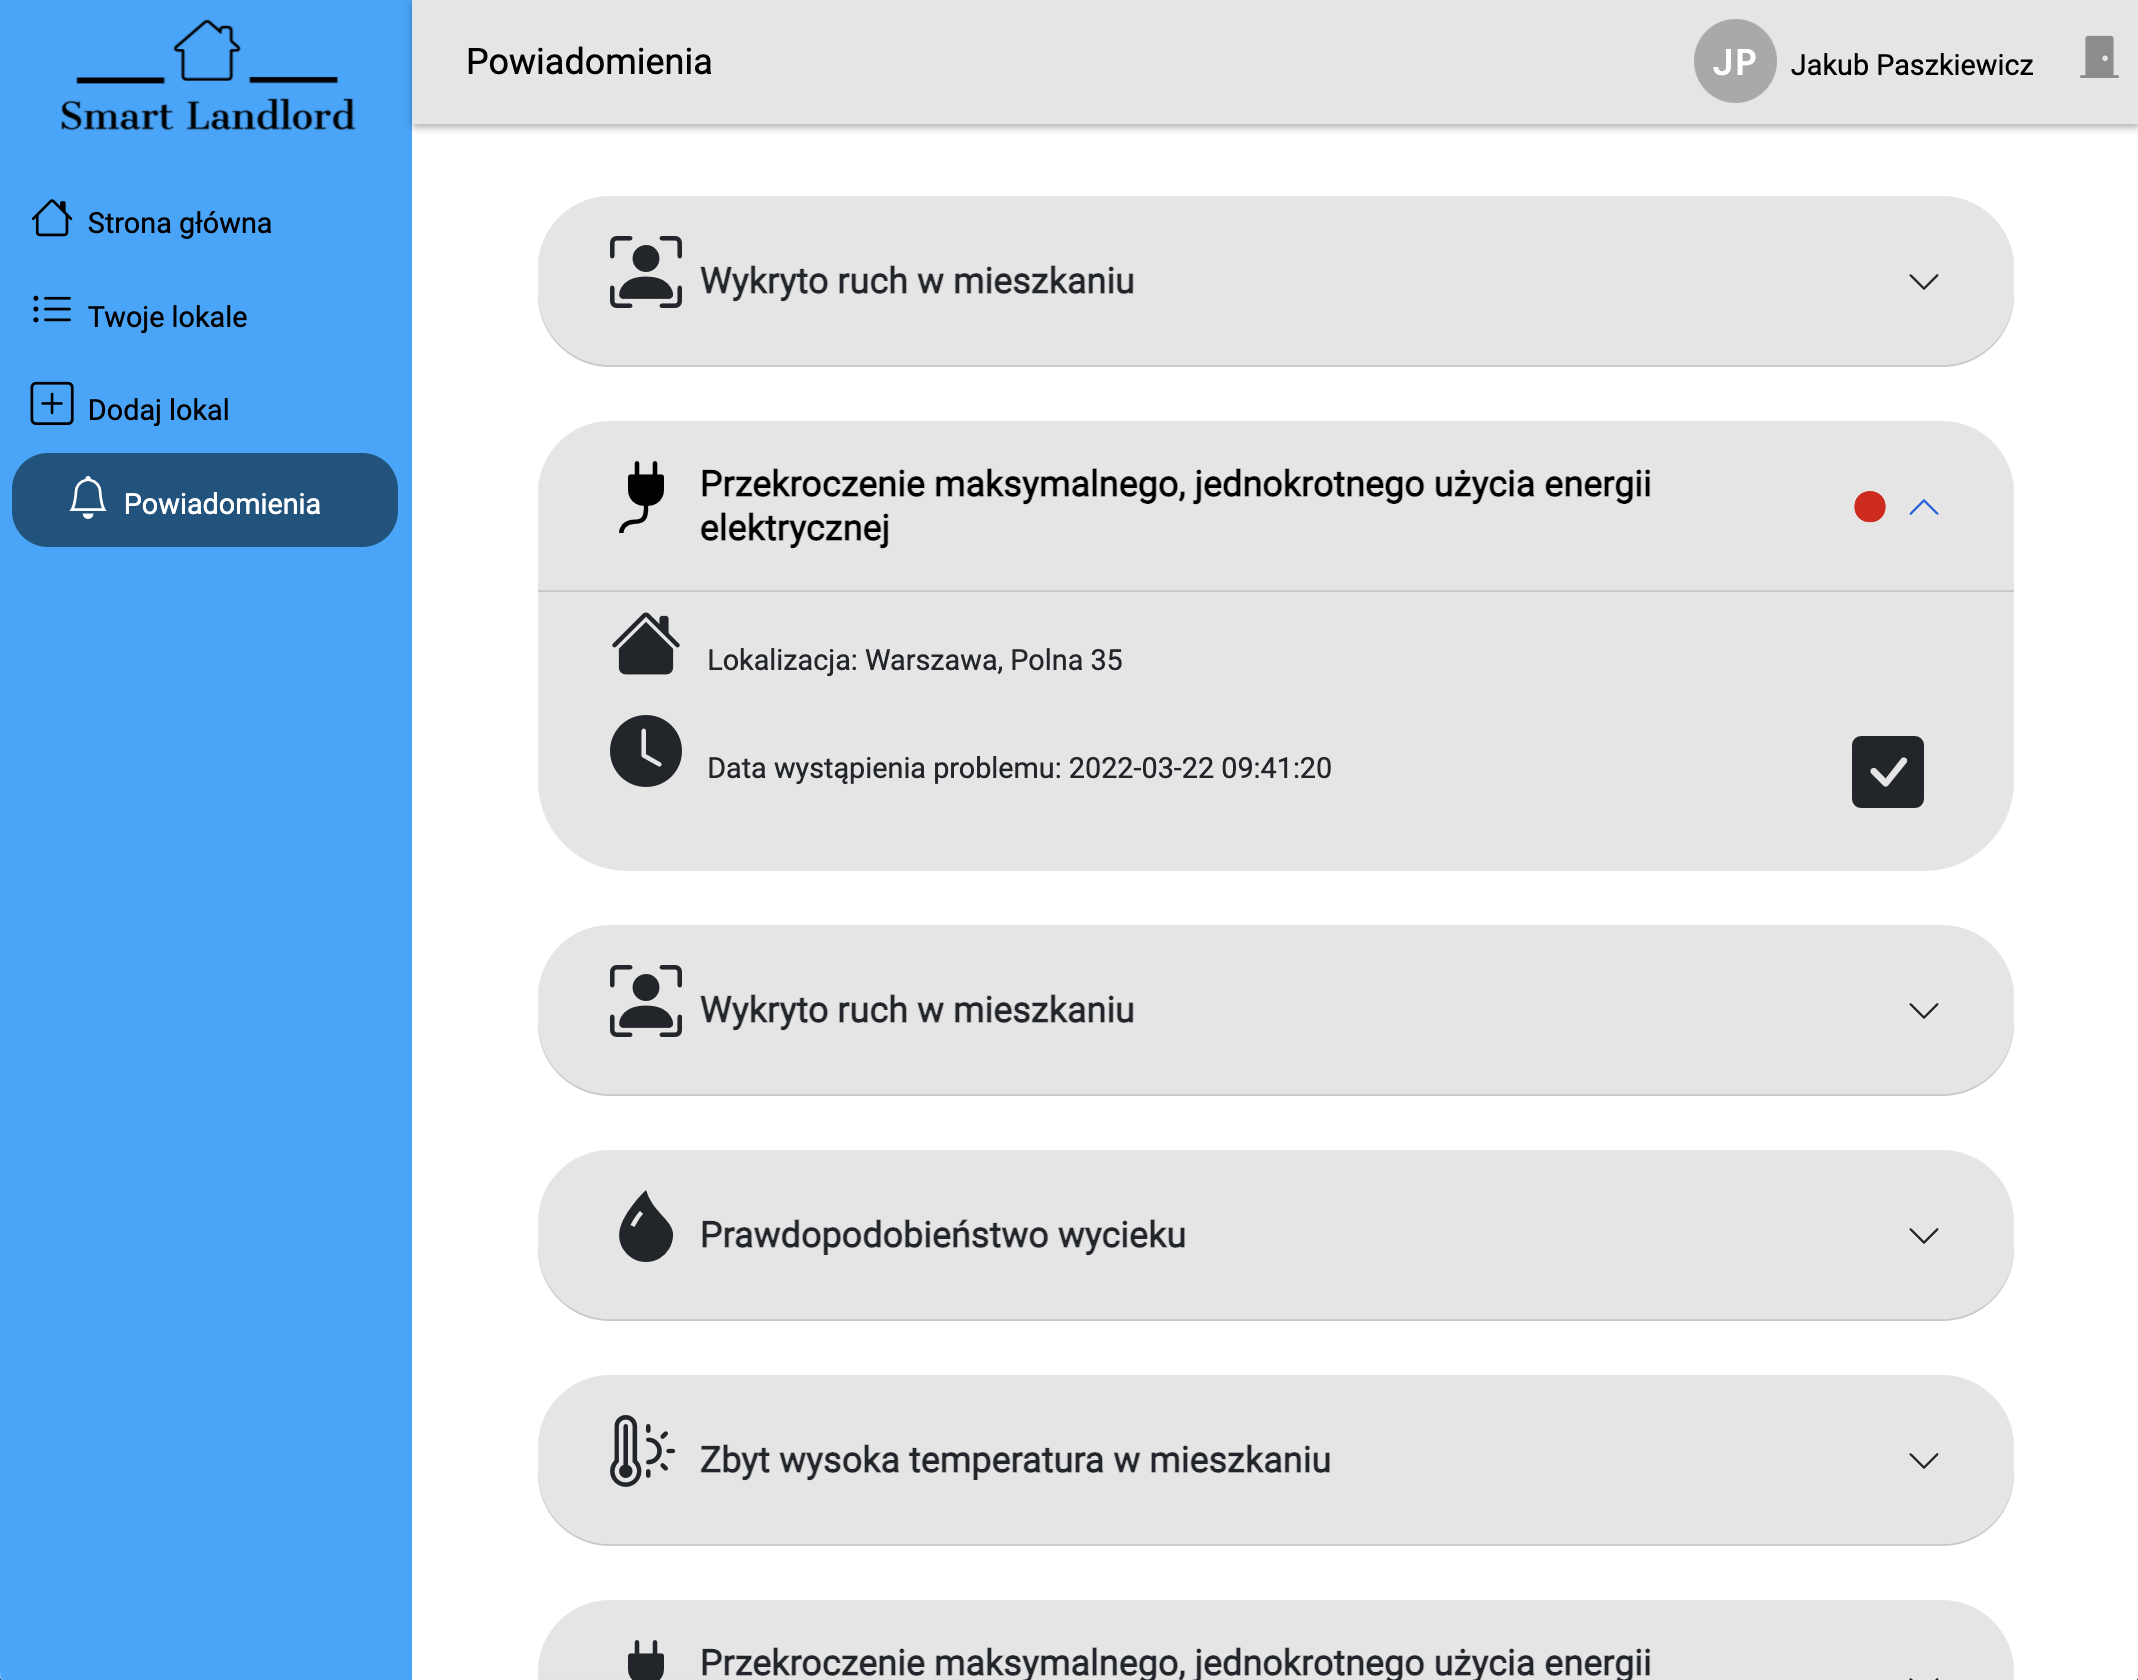 Smart Landlord
Strona główna
Twoje lokale
Dodaj lokal
Powiadomienia
Powiadomienia
JP
Jakub Paszkiewicz
Wykryto ruch w mieszkaniu
Przekroczenie maksymalnego, jednokrotnego użycia energii
elektrycznej
Lokalizacja: Warszawa, Polna 35
Data wystąpienia problemu: 2022-03-22 09:41:20
Wykryto ruch w mieszkaniu
Prawdopodobieństwo wycieku
Zbyt wysoka temperatura w mieszkaniu
Przekroczenie maksymalnego, jednokrotnego użycia energii